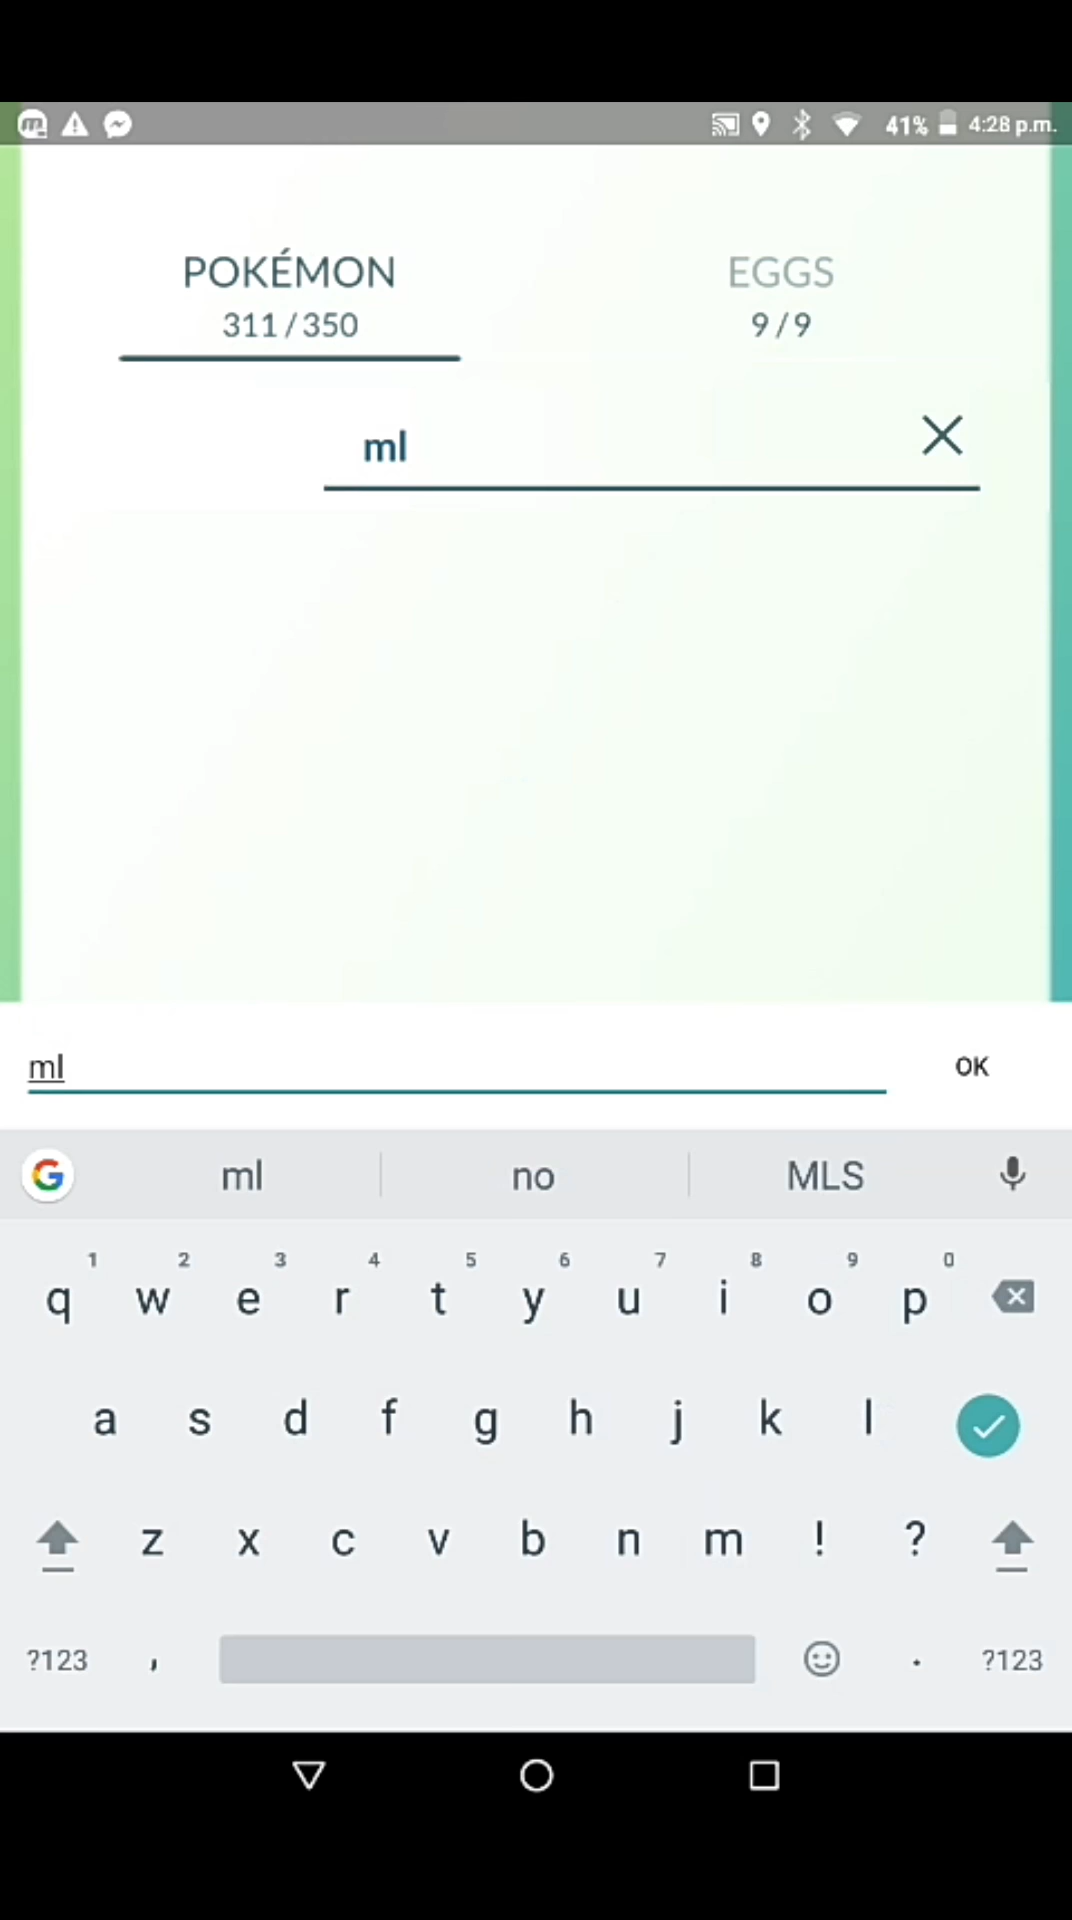 41% 4:28 p.m.
POKÉMON EGGS
311/350 9/9
ml
ml OK
G ml no MLS
1 2 3 4 5 6 7 8 9 0
q w e r t y u i o p
a s d f g h j k l
z x c v b n m ! ?
?123 , . ?123